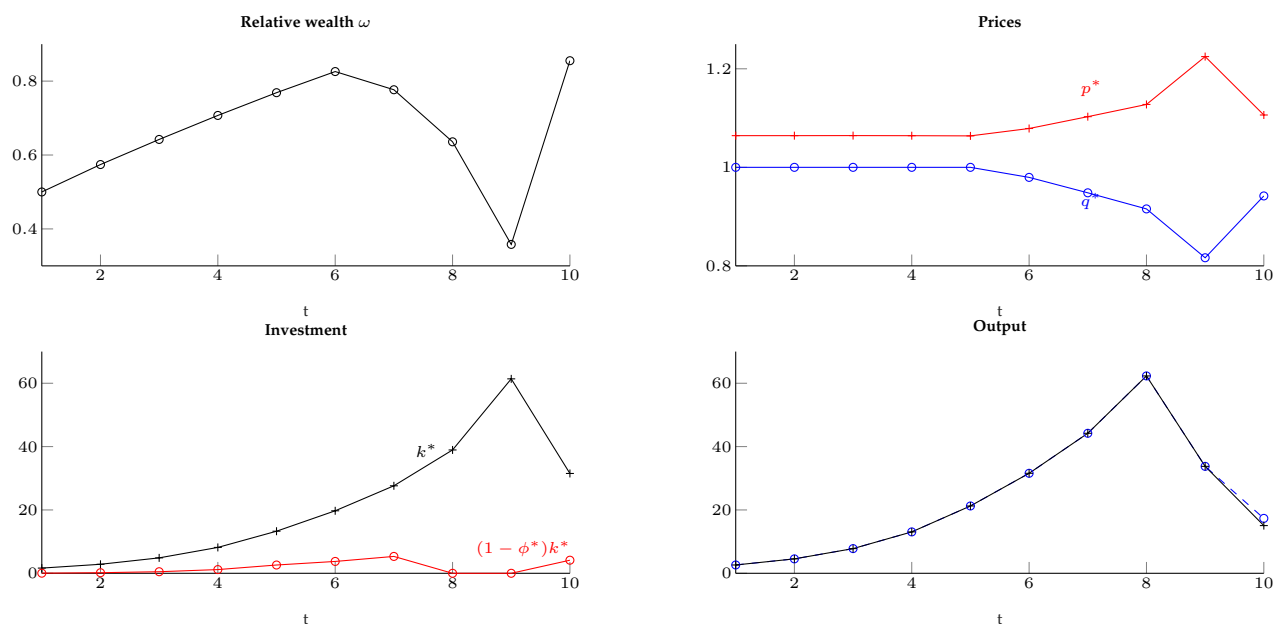 Relative wealth ω
0.8
0.6
0.4
2 4 6 8 10
t
Prices
1.2
1
0.8
p*
q*
2 4 6 8 10
t
Investment
60
40
20
0
k*
(1 − ϕ*)k*
2 4 6 8 10
t
Output
60
40
20
0
2 4 6 8 10
t